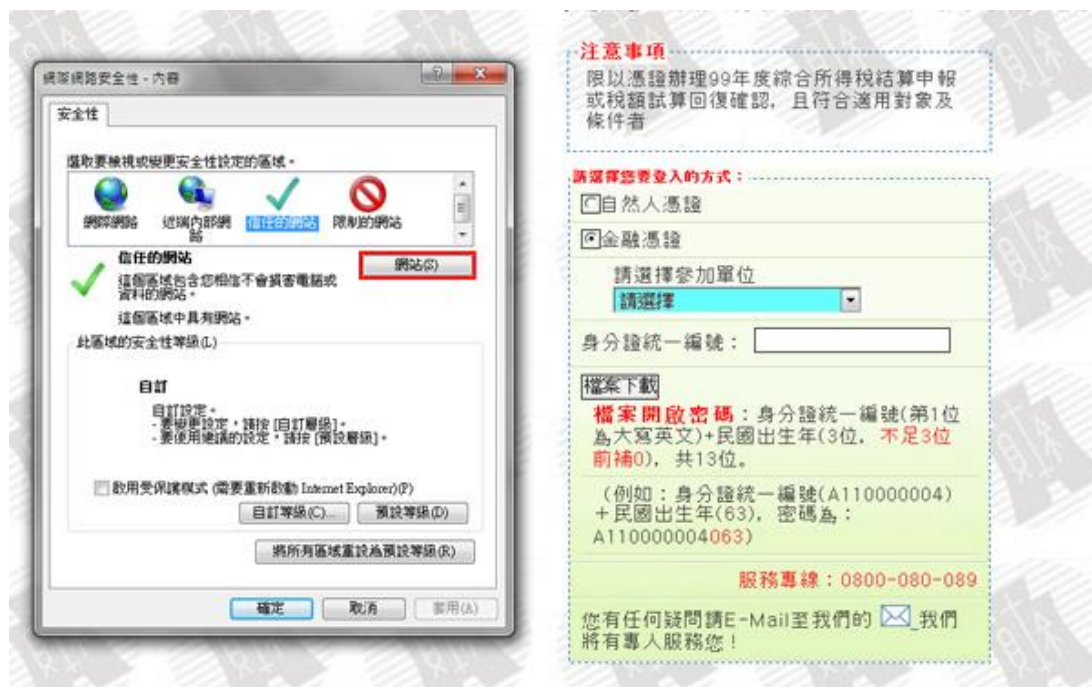 網際網路安全性 - 內容
安全性
選取要檢視或變更安全性設定的區域。
網際網路
近端內部網
路
信任的網站
限制的網站
信任的網站
網站(S)
這個區域包含您相信不會損害電腦或
資料的網站。
這個區域中具有網站。
此區域的安全性等級(L)
自訂
自訂設定。
- 要變更設定，請按 [自訂層級]。
- 要使用建議的設定，請按 [預設層級]。
啟用受保護模式 (需要重新啟動 Internet Explorer)(P)
自訂等級(C)...
預設等級(D)
將所有區域重設為預設等級(R)
確定
取消
套用(A)
注意事項
限以憑證辦理99年度綜合所得稅結算申報
或稅額試算回復確認，且符合適用對象及
條件者
請選擇您要登入的方式：
自然人憑證
金融憑證
請選擇參加單位
請選擇
身分證統一編號：
檔案下載
檔案開啟密碼：身分證統一編號(第1位
為大寫英文)+民國出生年(3位，不足3位
前補0)，共13位。
（例如：身分證統一編號(A110000004)
＋民國出生年(63)，密碼為：
A110000004063）
服務專線：0800-080-089
您有任何疑問請E-Mail至我們的 我們
將有專人服務您！